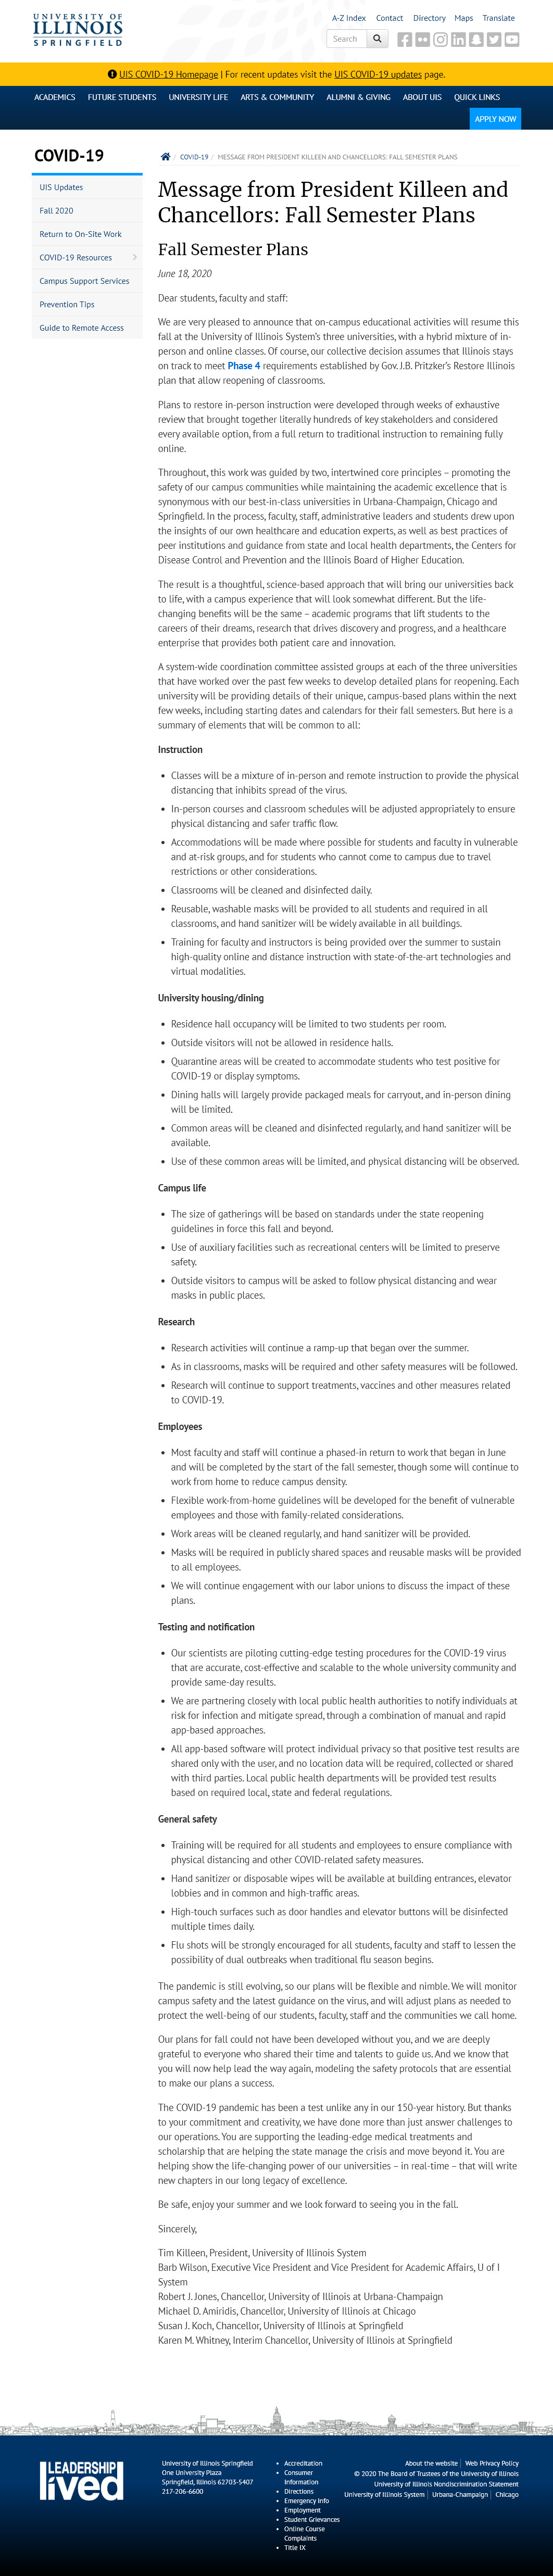 UNIVERSITY OF
ILLINOIS
SPRINGFIELD
A-Z Index Contact Directory Maps Translate
Search
UIS COVID-19 Homepage | For recent updates visit the UIS COVID-19 updates page.
ACADEMICS FUTURE STUDENTS UNIVERSITY LIFE ARTS & COMMUNITY ALUMNI & GIVING ABOUT UIS QUICK LINKS
APPLY NOW
COVID-19
UIS Updates
Fall 2020
Return to On-Site Work
COVID-19 Resources
Campus Support Services
Prevention Tips
Guide to Remote Access
/ COVID-19 / MESSAGE FROM PRESIDENT KILLEEN AND CHANCELLORS: FALL SEMESTER PLANS
Message from President Killeen and
Chancellors: Fall Semester Plans
Fall Semester Plans
June 18, 2020
Dear students, faculty and staff:
We are very pleased to announce that on-campus educational activities will resume this
fall at the University of Illinois System's three universities, with a hybrid mixture of in-
person and online classes. Of course, our collective decision assumes that Illinois stays
on track to meet Phase 4 requirements established by Gov. J.B. Pritzker's Restore Illinois
plan that allow reopening of classrooms.
Plans to restore in-person instruction were developed through weeks of exhaustive
review that brought together literally hundreds of key stakeholders and considered
every available option, from a full return to traditional instruction to remaining fully
online.
Throughout, this work was guided by two, intertwined core principles – promoting the
safety of our campus communities while maintaining the academic excellence that is
synonymous with our best-in-class universities in Urbana-Champaign, Chicago and
Springfield. In the process, faculty, staff, administrative leaders and students drew upon
the insights of our own healthcare and education experts, as well as best practices of
peer institutions and guidance from state and local health departments, the Centers for
Disease Control and Prevention and the Illinois Board of Higher Education.
The result is a thoughtful, science-based approach that will bring our universities back
to life, with a campus experience that will look somewhat different. But the life-
changing benefits will be the same – academic programs that lift students to the
careers of their dreams, research that drives discovery and progress, and a healthcare
enterprise that provides both patient care and innovation.
A system-wide coordination committee assisted groups at each of the universities that
have worked over the past few weeks to develop detailed plans for reopening. Each
university will be providing details of their unique, campus-based plans within the next
few weeks, including starting dates and calendars for their fall semesters. But here is a
summary of elements that will be common to all:
Instruction
• Classes will be a mixture of in-person and remote instruction to provide the physical
distancing that inhibits spread of the virus.
• In-person courses and classroom schedules will be adjusted appropriately to ensure
physical distancing and safer traffic flow.
• Accommodations will be made where possible for students and faculty in vulnerable
and at-risk groups, and for students who cannot come to campus due to travel
restrictions or other considerations.
• Classrooms will be cleaned and disinfected daily.
• Reusable, washable masks will be provided to all students and required in all
classrooms, and hand sanitizer will be widely available in all buildings.
• Training for faculty and instructors is being provided over the summer to sustain
high-quality online and distance instruction with state-of-the-art technologies and
virtual modalities.
University housing/dining
• Residence hall occupancy will be limited to two students per room.
• Outside visitors will not be allowed in residence halls.
• Quarantine areas will be created to accommodate students who test positive for
COVID-19 or display symptoms.
• Dining halls will largely provide packaged meals for carryout, and in-person dining
will be limited.
• Common areas will be cleaned and disinfected regularly, and hand sanitizer will be
available.
• Use of these common areas will be limited, and physical distancing will be observed.
Campus life
• The size of gatherings will be based on standards under the state reopening
guidelines in force this fall and beyond.
• Use of auxiliary facilities such as recreational centers will be limited to preserve
safety.
• Outside visitors to campus will be asked to follow physical distancing and wear
masks in public places.
Research
• Research activities will continue a ramp-up that began over the summer.
• As in classrooms, masks will be required and other safety measures will be followed.
• Research will continue to support treatments, vaccines and other measures related
to COVID-19.
Employees
• Most faculty and staff will continue a phased-in return to work that began in June
and will be completed by the start of the fall semester, though some will continue to
work from home to reduce campus density.
• Flexible work-from-home guidelines will be developed for the benefit of vulnerable
employees and those with family-related considerations.
• Work areas will be cleaned regularly, and hand sanitizer will be provided.
• Masks will be required in publicly shared spaces and reusable masks will be provided
to all employees.
• We will continue engagement with our labor unions to discuss the impact of these
plans.
Testing and notification
• Our scientists are piloting cutting-edge testing procedures for the COVID-19 virus
that are accurate, cost-effective and scalable to the whole university community and
provide same-day results.
• We are partnering closely with local public health authorities to notify individuals at
risk for infection and mitigate spread, through a combination of manual and rapid
app-based approaches.
• All app-based software will protect individual privacy so that positive test results are
shared only with the user, and no location data will be required, collected or shared
with third parties. Local public health departments will be provided test results
based on required local, state and federal regulations.
General safety
• Training will be required for all students and employees to ensure compliance with
physical distancing and other COVID-related safety measures.
• Hand sanitizer or disposable wipes will be available at building entrances, elevator
lobbies and in common and high-traffic areas.
• High-touch surfaces such as door handles and elevator buttons will be disinfected
multiple times daily.
• Flu shots will be strongly encouraged for all students, faculty and staff to lessen the
possibility of dual outbreaks when traditional flu season begins.
The pandemic is still evolving, so our plans will be flexible and nimble. We will monitor
campus safety and the latest guidance on the virus, and will adjust plans as needed to
protect the well-being of our students, faculty, staff and the communities we call home.
Our plans for fall could not have been developed without you, and we are deeply
grateful to everyone who shared their time and talents to guide us. And we know that
you will now help lead the way again, modeling the safety protocols that are essential
to make our plans a success.
The COVID-19 pandemic has been a test unlike any in our 150-year history. But thanks
to your commitment and creativity, we have done more than just answer challenges to
our operations. You are supporting the leading-edge medical treatments and
scholarship that are helping the state manage the crisis and move beyond it. You are
helping show the life-changing power of our universities – in real-time – that will write
new chapters in our long legacy of excellence.
Be safe, enjoy your summer and we look forward to seeing you in the fall.
Sincerely,
Tim Killeen, President, University of Illinois System
Barb Wilson, Executive Vice President and Vice President for Academic Affairs, U of I
System
Robert J. Jones, Chancellor, University of Illinois at Urbana-Champaign
Michael D. Amiridis, Chancellor, University of Illinois at Chicago
Susan J. Koch, Chancellor, University of Illinois at Springfield
Karen M. Whitney, Interim Chancellor, University of Illinois at Springfield
LEADERSHIP
lived
University of Illinois Springfield
One University Plaza
Springfield, Illinois 62703-5407
217-206-6600
• Accreditation
• Consumer
Information
• Directions
• Emergency Info
• Employment
• Student Grievances
• Online Course
Complaints
• Title IX
About the website | Web Privacy Policy
© 2020 The Board of Trustees of the University of Illinois
University of Illinois Nondiscrimination Statement
University of Illinois System | Urbana-Champaign | Chicago